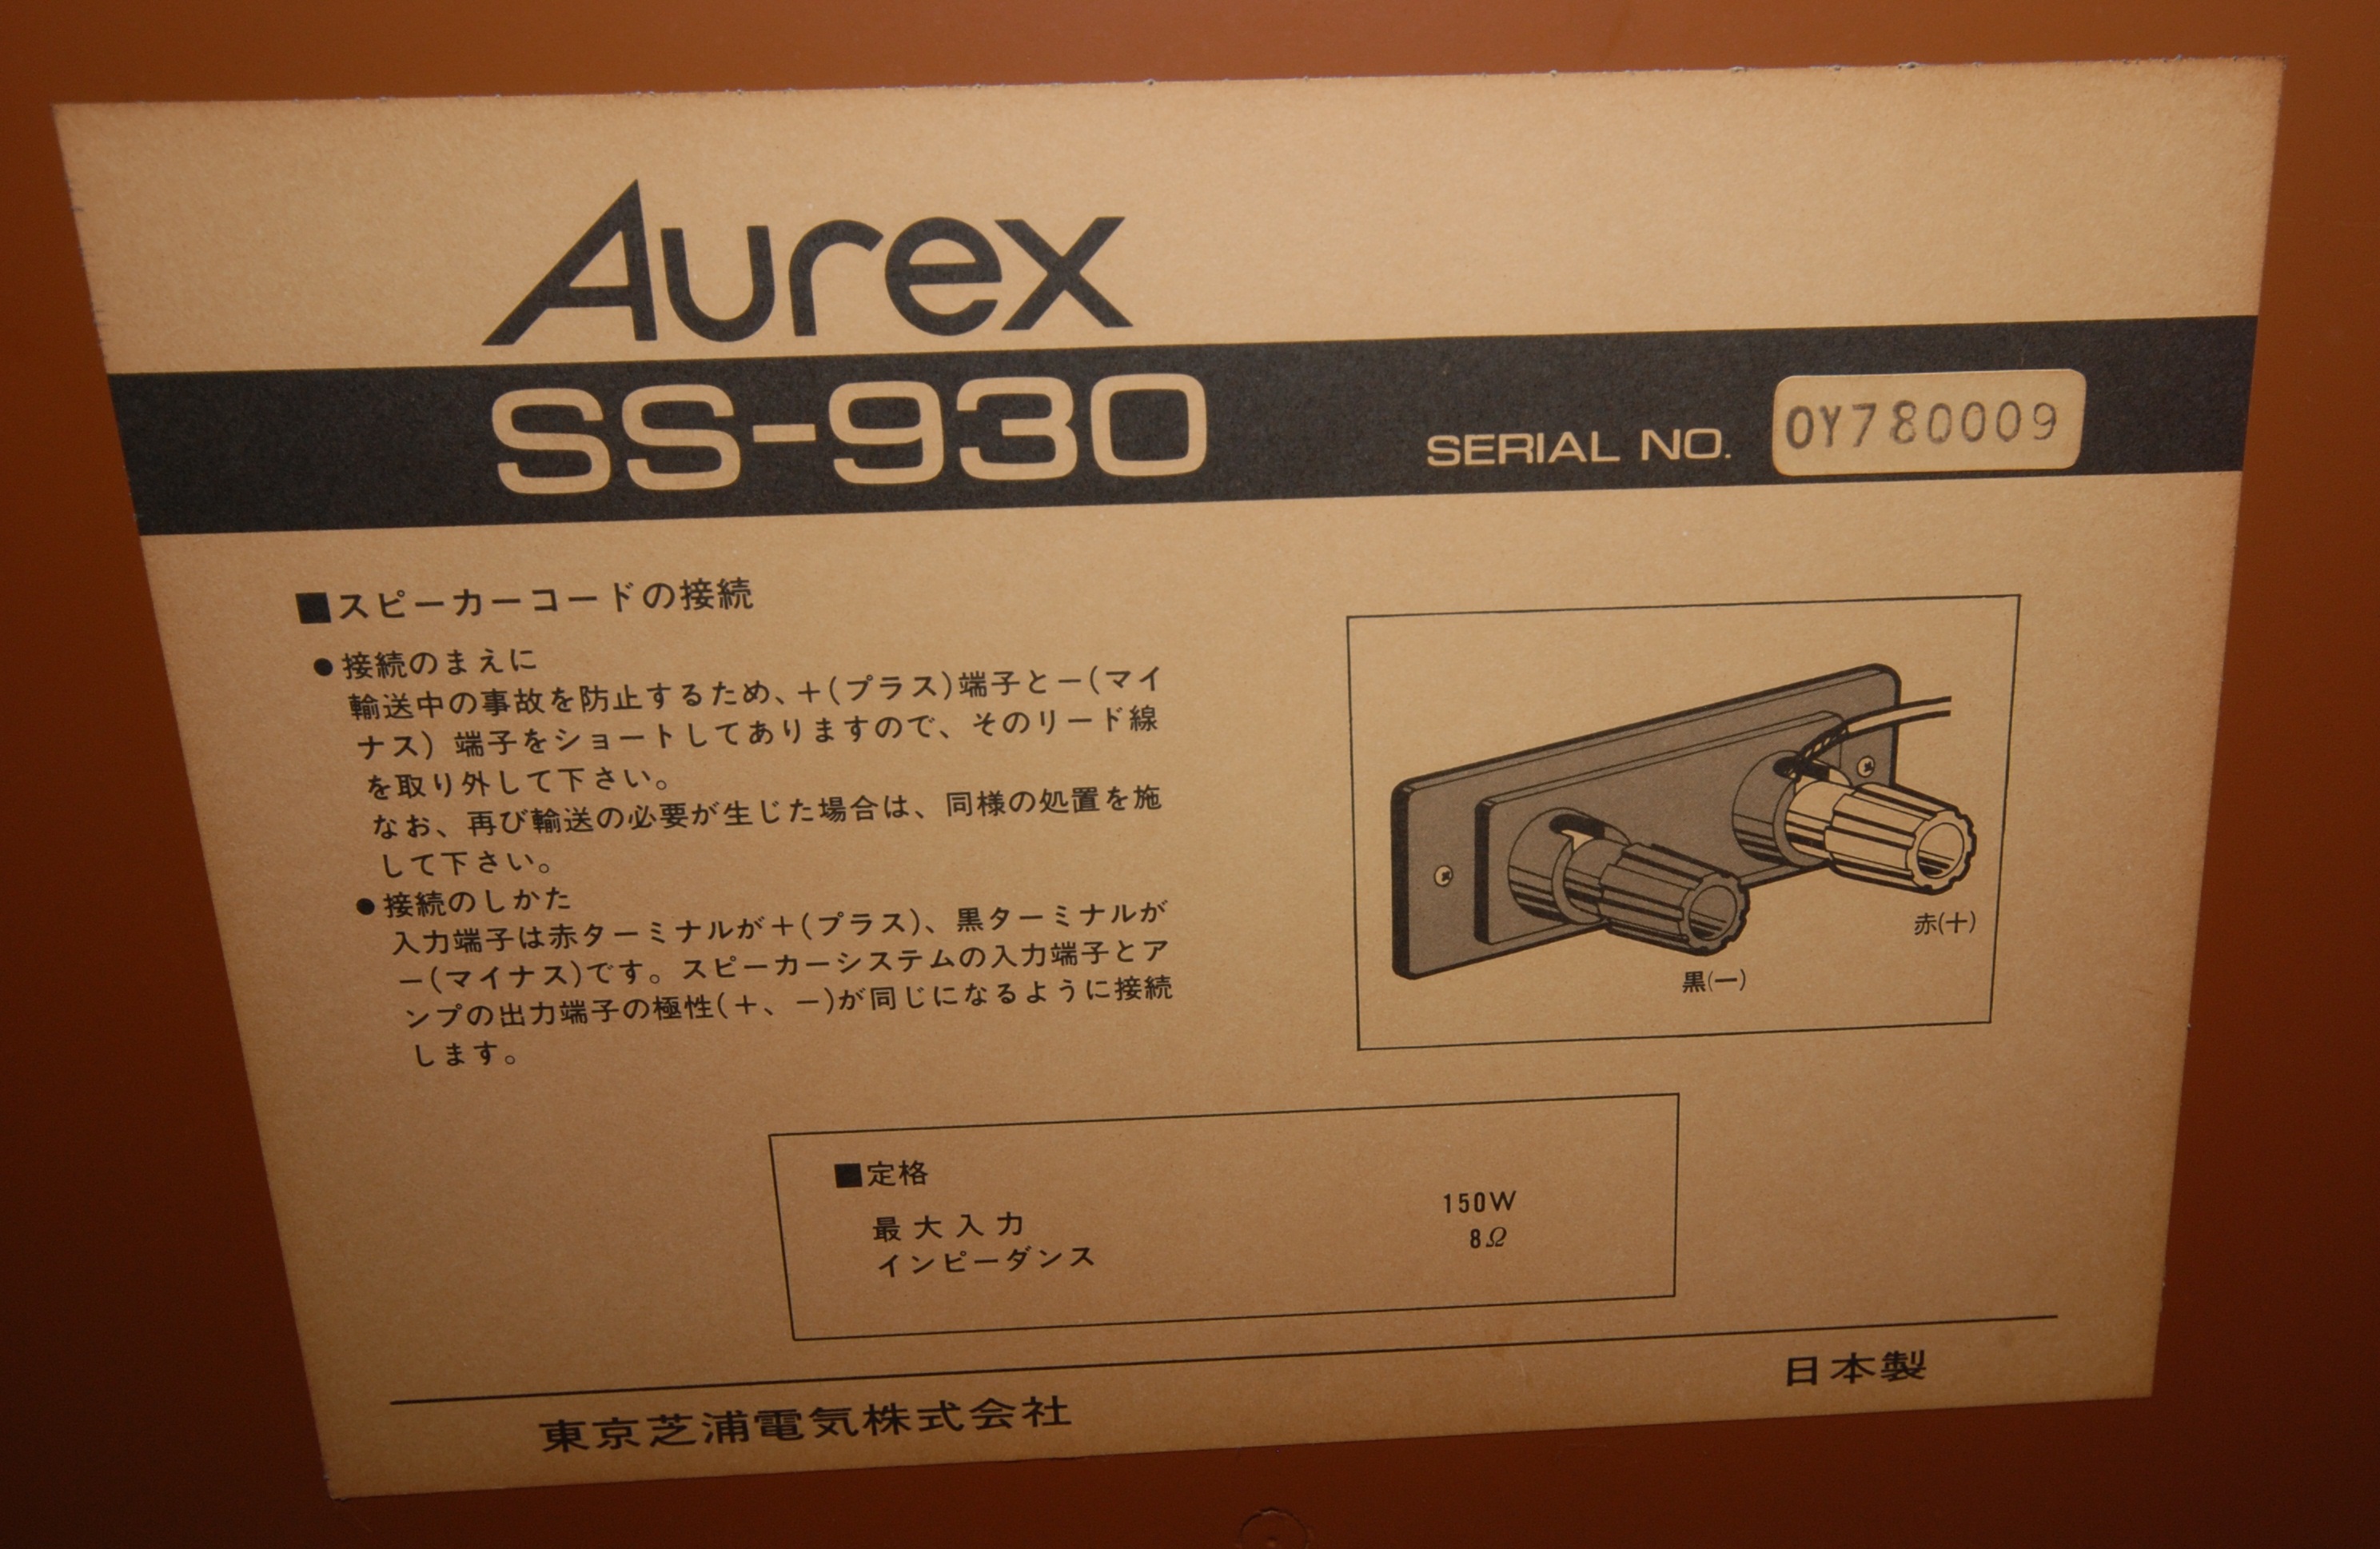 Aurex
SS-930
SERIAL NO. 0Y780009
■スピーカーコードの接続
●接続のまえに
輸送中の事故を防止するため、＋(プラス)端子と－(マイ
ナス) 端子をショートしてありますので、そのリード線
を取り外して下さい。
なお、再び輸送の必要が生じた場合は、同様の処置を施
して下さい。
●接続のしかた
入力端子は赤ターミナルが＋(プラス)、黒ターミナルが
－(マイナス)です。スピーカーシステムの入力端子とア
ンプの出力端子の極性(＋、－)が同じになるように接続
します。
赤(＋)
黒(－)
■定格
最大入力 150W
インピーダンス 8Ω
東京芝浦電気株式会社
日本製